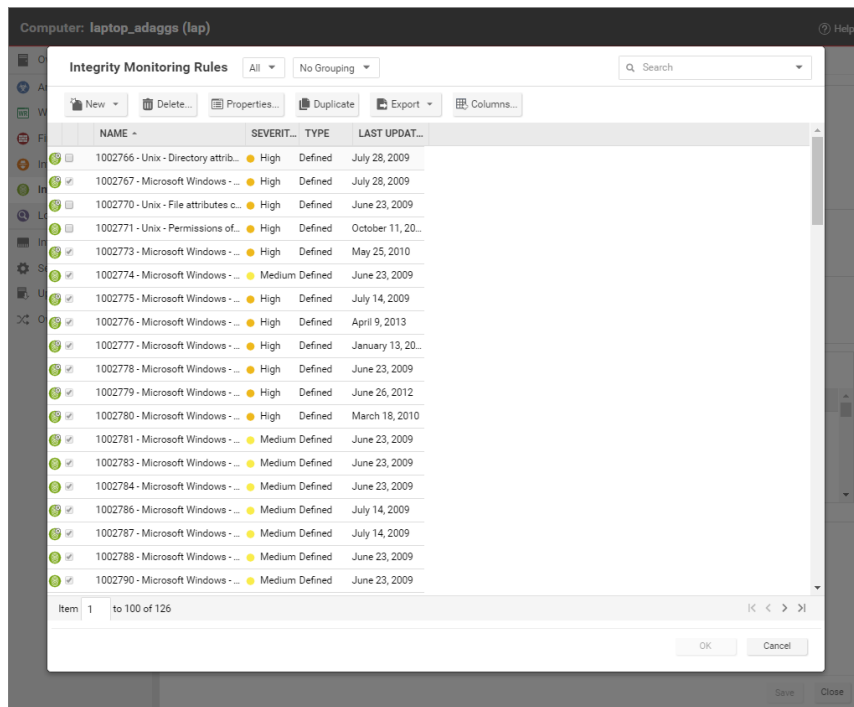 Computer: laptop_adaggs (lap)
Help
Integrity Monitoring Rules All No Grouping Search
New Delete... Properties... Duplicate Export Columns...
NAME SEVERIT... TYPE LAST UPDAT...
1002766 - Unix - Directory attrib... High Defined July 28, 2009
1002767 - Microsoft Windows - ... High Defined July 28, 2009
1002770 - Unix - File attributes c... High Defined June 23, 2009
1002771 - Unix - Permissions of... High Defined October 11, 20...
1002773 - Microsoft Windows - ... High Defined May 25, 2010
1002774 - Microsoft Windows - ... Medium Defined June 23, 2009
1002775 - Microsoft Windows - ... High Defined July 14, 2009
1002776 - Microsoft Windows - ... High Defined April 9, 2013
1002777 - Microsoft Windows - ... High Defined January 13, 20...
1002778 - Microsoft Windows - ... High Defined June 23, 2009
1002779 - Microsoft Windows - ... High Defined June 26, 2012
1002780 - Microsoft Windows - ... High Defined March 18, 2010
1002781 - Microsoft Windows - ... Medium Defined June 23, 2009
1002783 - Microsoft Windows - ... Medium Defined June 23, 2009
1002784 - Microsoft Windows - ... Medium Defined June 23, 2009
1002786 - Microsoft Windows - ... Medium Defined July 14, 2009
1002787 - Microsoft Windows - ... Medium Defined July 14, 2009
1002788 - Microsoft Windows - ... Medium Defined June 23, 2009
1002790 - Microsoft Windows - ... Medium Defined June 23, 2009
Item 1 to 100 of 126
OK Cancel
Save Close